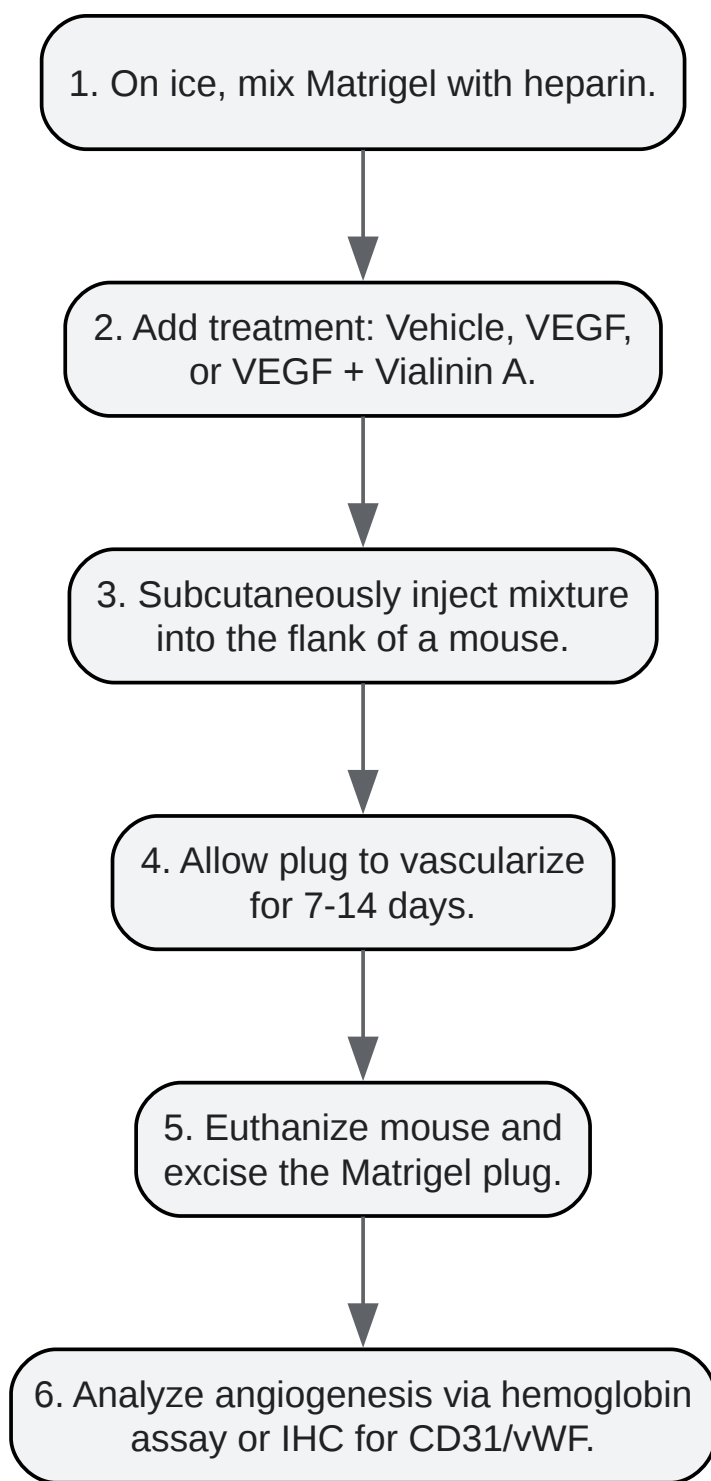 1. On ice, mix Matrigel with heparin.
2. Add treatment: Vehicle, VEGF,
or VEGF + Vialinin A.
3. Subcutaneously inject mixture
into the flank of a mouse.
4. Allow plug to vascularize
for 7-14 days.
5. Euthanize mouse and
excise the Matrigel plug.
6. Analyze angiogenesis via hemoglobin
assay or IHC for CD31/vWF.